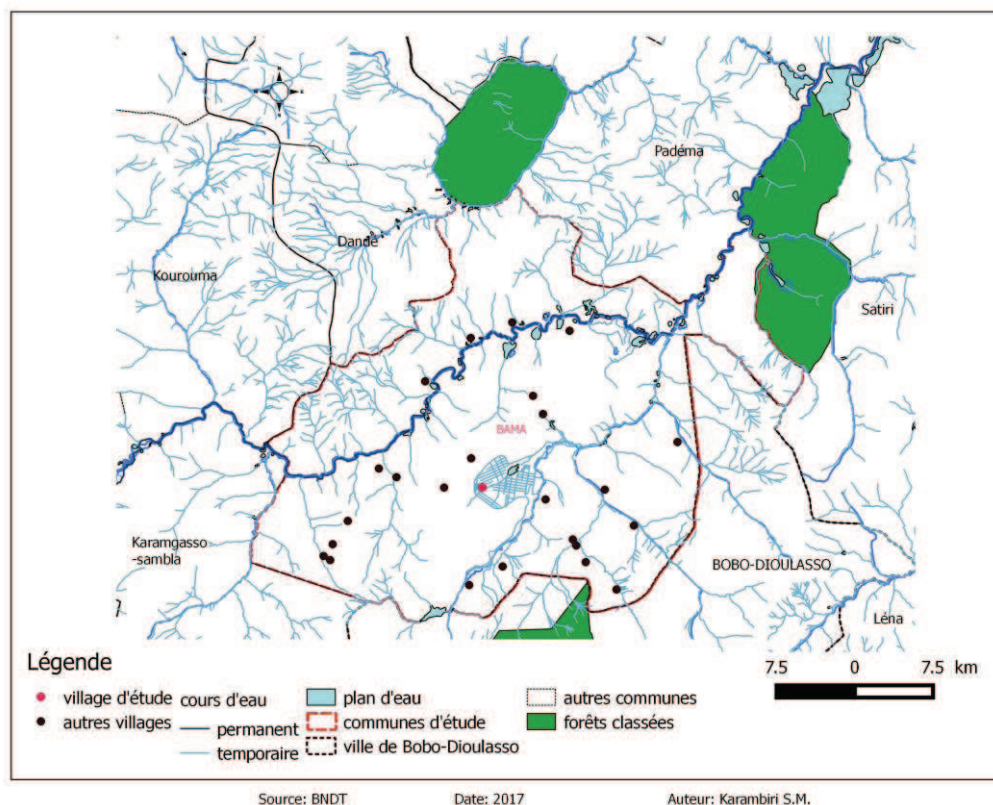 Padéma
Dandé
Kourouma
Satiri
BAMA
Karamgasso
-sambla
BOBO-DIOULASSO
Léna
Légende
7.5 0 7.5 km
village d'étude
autres villages
cours d'eau
permanent
temporaire
plan d'eau
communes d'étude
ville de Bobo-Dioulasso
autres communes
forêts classées
Source: BNDT Date: 2017 Auteur: Karambiri S.M.